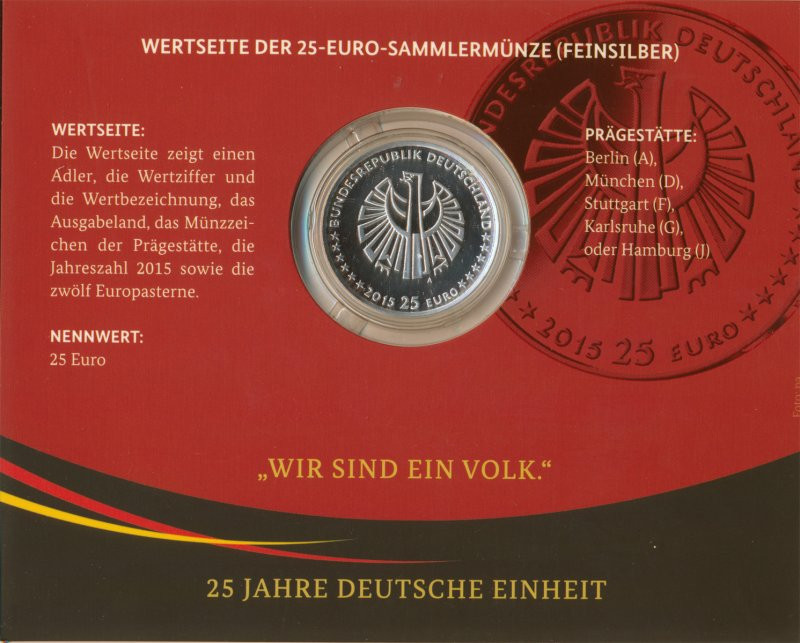 WERTSEITE DER 25-EURO-SAMMLERMÜNZE (FEINSILBER)
WERTSEITE:
Die Wertseite zeigt einen
Adler, die Wertziffer und
die Wertbezeichnung, das
Ausgabeland, das Münzzei-
chen der Prägestätte, die
Jahreszahl 2015 sowie die
zwölf Europasterne.
NENNWERT:
25 Euro
BUNDESREPUBLIK DEUTSCHLAND
A
2015 25 EURO
PRÄGESTÄTTE:
Berlin (A),
München (D),
Stuttgart (F),
Karlsruhe (G),
oder Hamburg (J)
BUNDESREPUBLIK DEUTSCHLAND
2015 25 EURO
„WIR SIND EIN VOLK.“
25 JAHRE DEUTSCHE EINHEIT